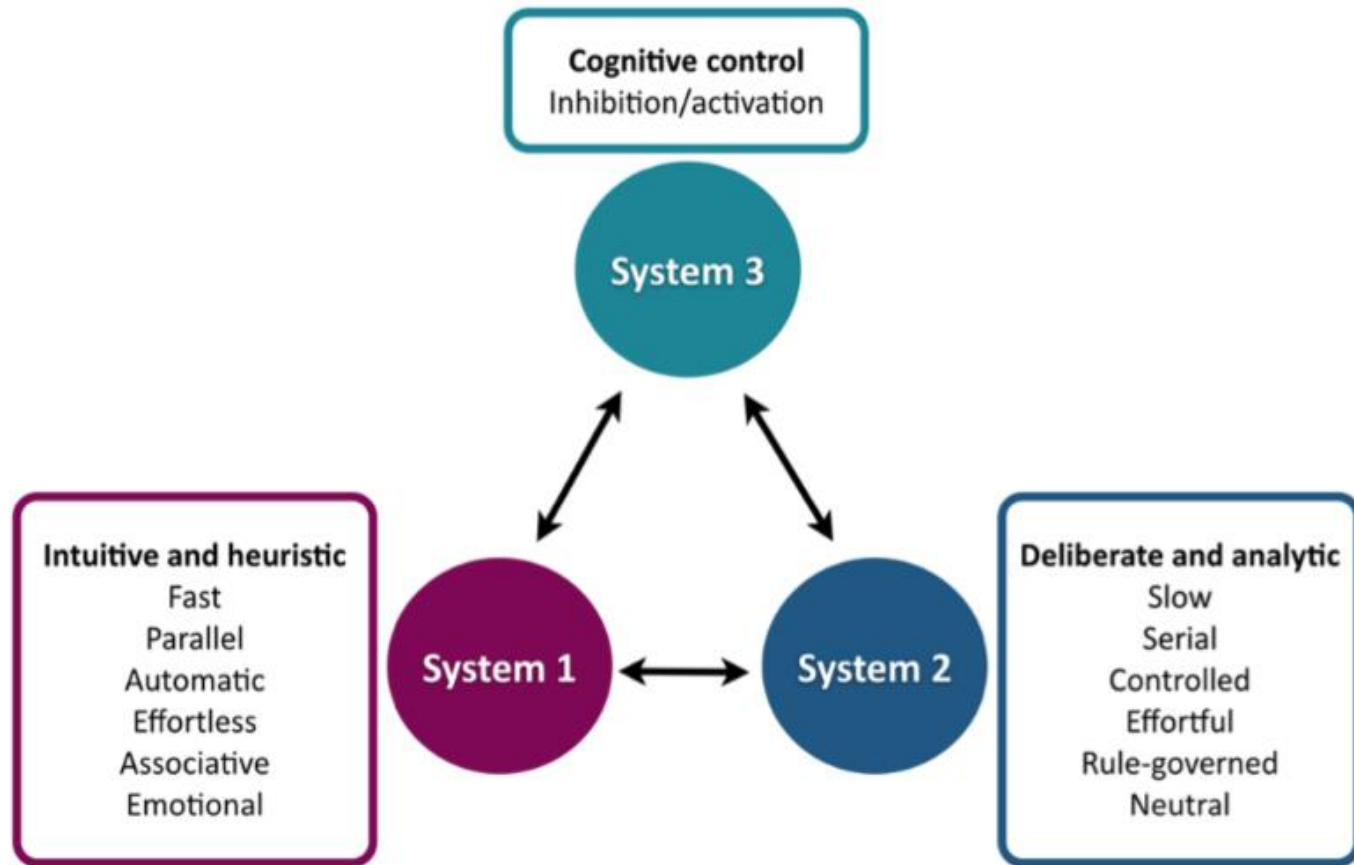 Cognitive control
Inhibition/activation
System 3
Intuitive and heuristic
Fast
Parallel
Automatic
Effortless
Associative
Emotional
System 1
System 2
Deliberate and analytic
Slow
Serial
Controlled
Effortful
Rule-governed
Neutral